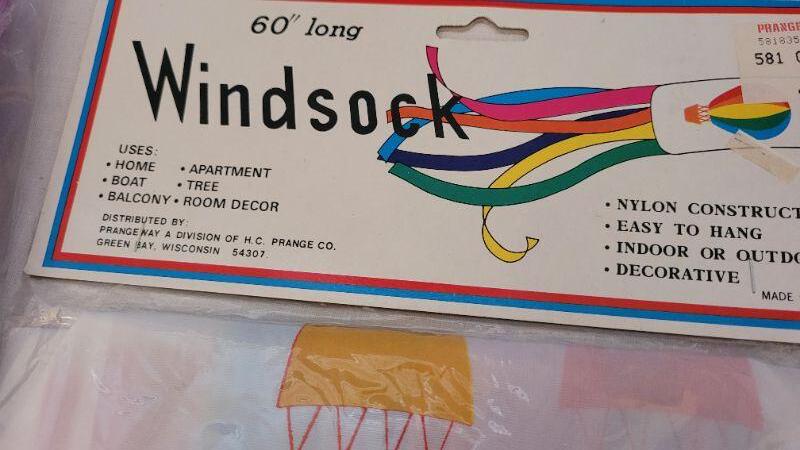 60" long
Windsock
PRANGE
581835
581
USES:
• HOME • APARTMENT
• BOAT • TREE
• BALCONY • ROOM DECOR
DISTRIBUTED BY:
PRANGEWAY A DIVISION OF H.C. PRANGE CO.
GREEN BAY, WISCONSIN 54307.
• NYLON CONSTRUCT
• EASY TO HANG
• INDOOR OR OUTDO
• DECORATIVE
MADE